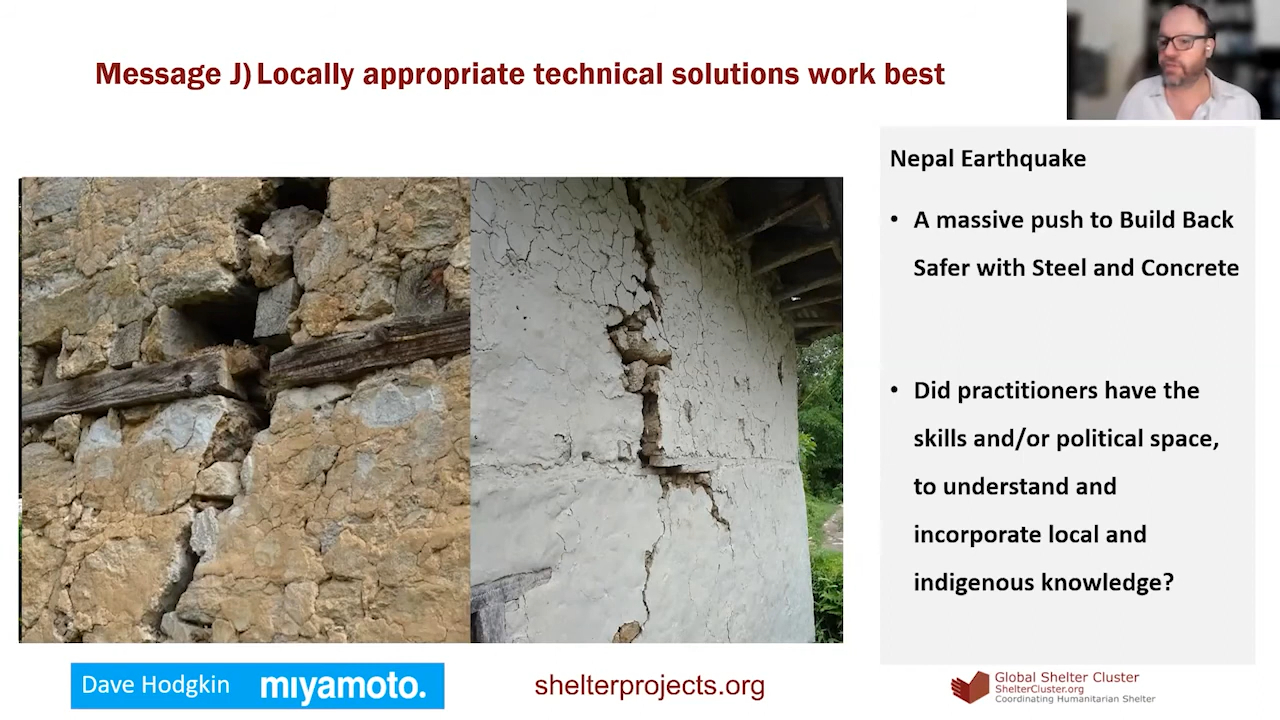 Message J) Locally appropriate technical solutions work best
Nepal Earthquake
• A massive push to Build Back
Safer with Steel and Concrete
• Did practitioners have the
skills and/or political space,
to understand and
incorporate local and
indigenous knowledge?
Dave Hodgkin
miyamoto.
shelterprojects.org
Global Shelter Cluster
ShelterCluster.org
Coordinating Humanitarian Shelter